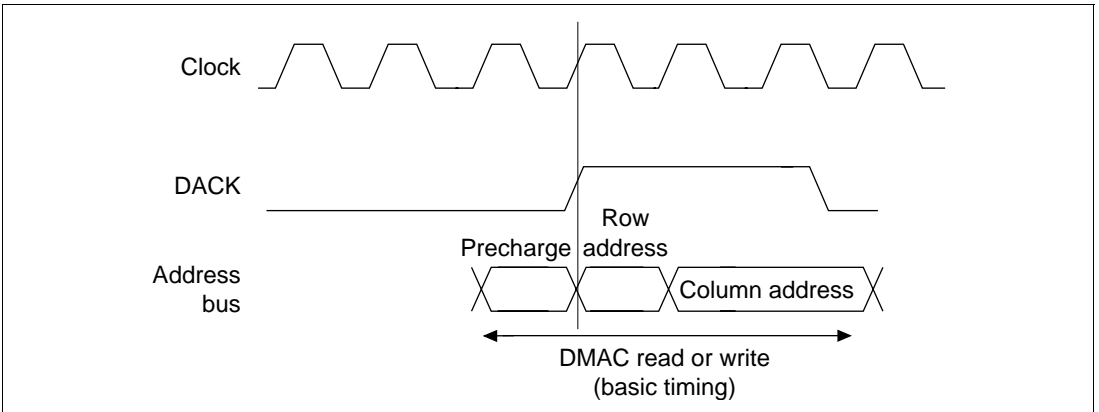 Clock
DACK
Row
Precharge address
Address
bus
Column address
DMAC read or write
(basic timing)